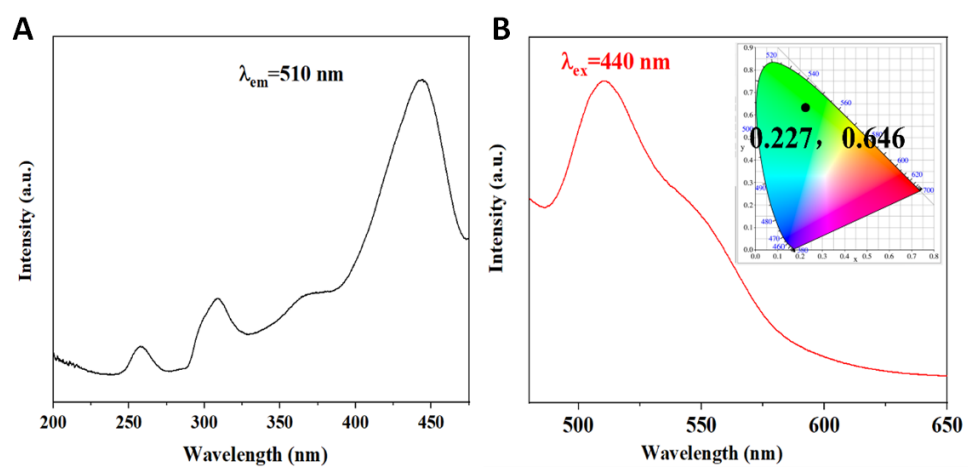 A
λem=510 nm
Intensity (a.u.)
200 250 300 350 400 450
Wavelength (nm)
B
λex=440 nm
0.227, 0.646
Intensity (a.u.)
500 550 600 650
Wavelength (nm)
0.9
0.8
0.7
0.6
0.5
0.4
0.3
0.2
0.1
0.0
y
0.0 0.1 0.2 0.3 0.4 0.5 0.6 0.7 0.8
x
520
540
560
600
620
700
490
480
470
460